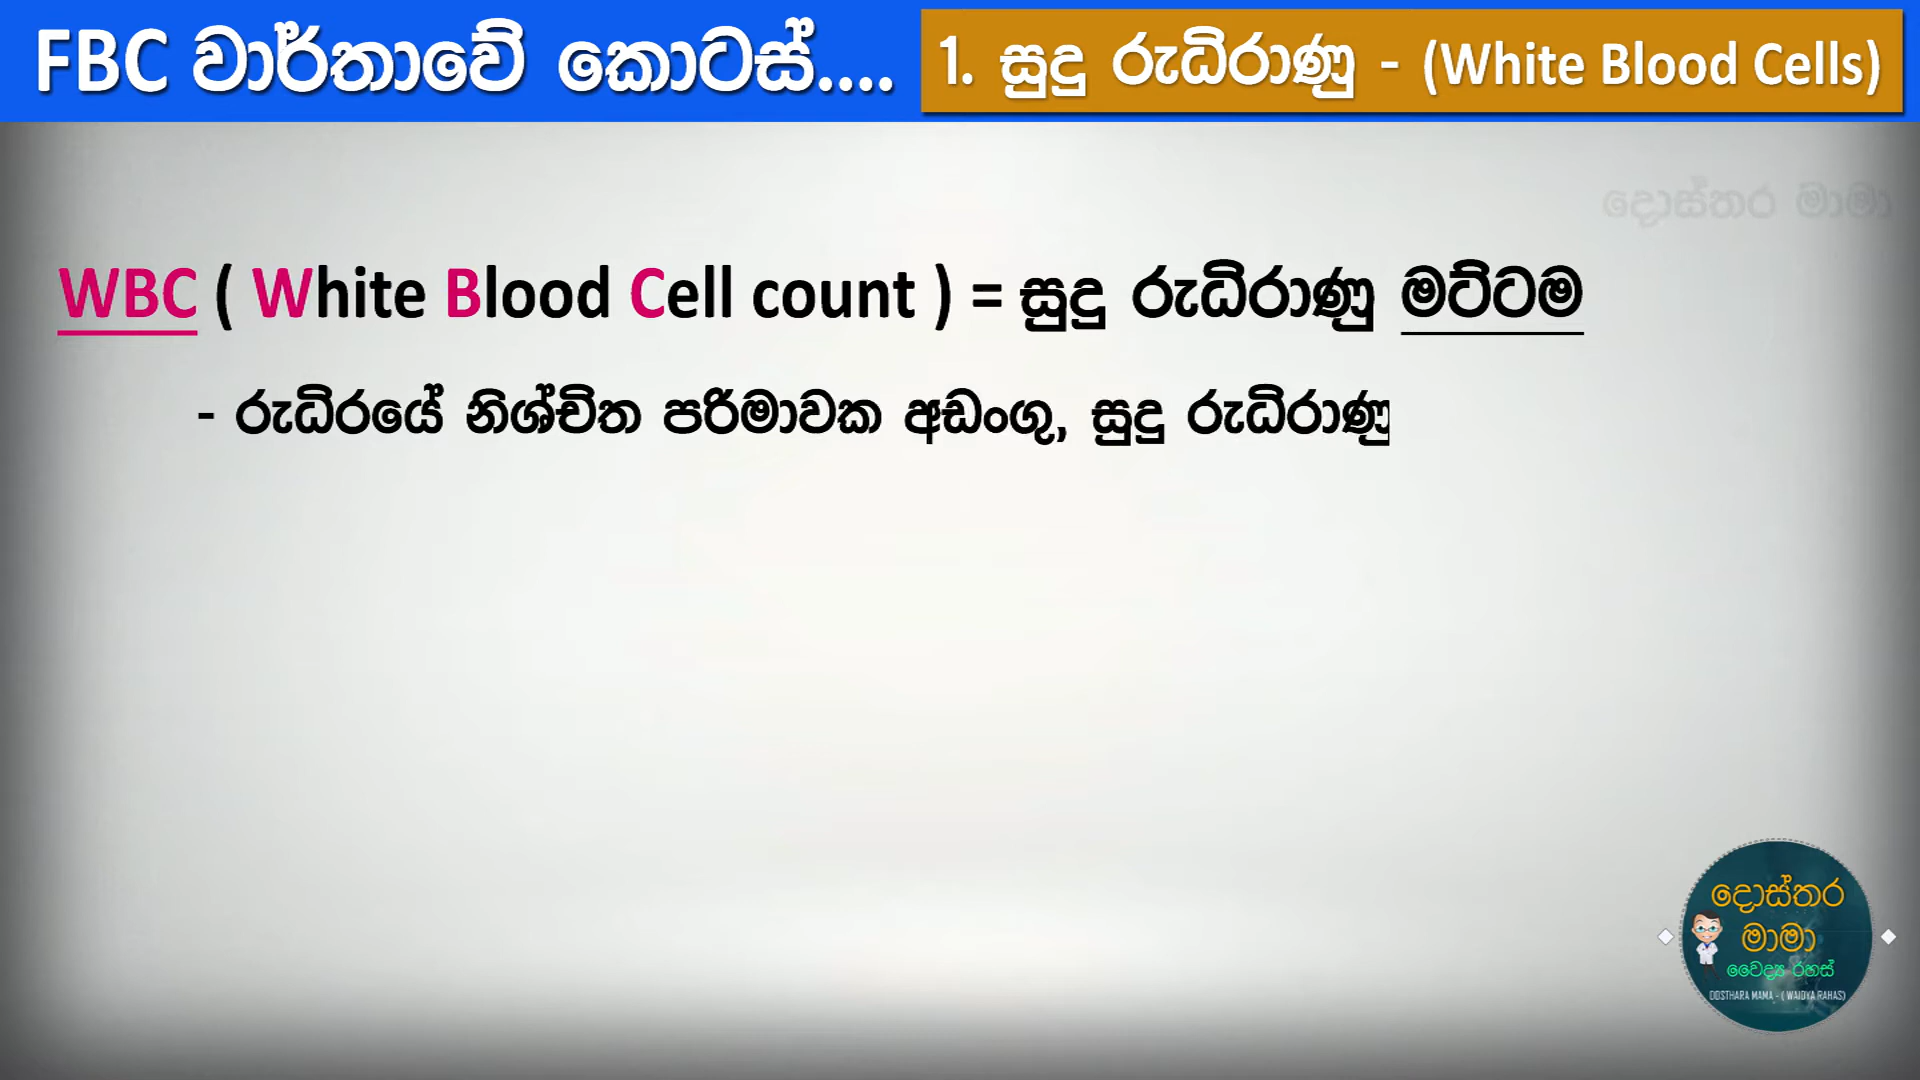 FBC වාර්තාවේ කොටස්....
1. සුදු රුධිරාණු - (White Blood Cells)
දොස්තර මාමා
WBC ( White Blood Cell count ) = සුදු රුධිරාණු මට්ටම
- රුධිරයේ නිශ්චිත පරිමාවක අඩංගු, සුදු රුධිරාණු
දොස්තර
මාමා
වෛද්‍ය රහස්
DOSTHARA MAMA - ( WAIDYA RAHAS)